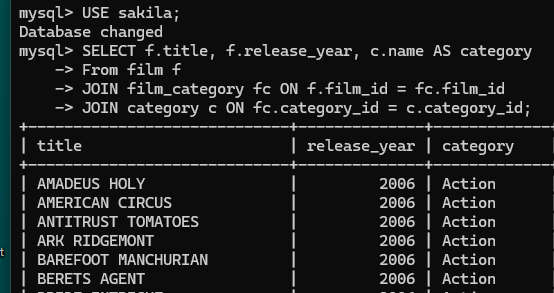 mysql> USE sakila;
Database changed
mysql> SELECT f.title, f.release_year, c.name AS category
    -> From film f
    -> JOIN film_category fc ON f.film_id = fc.film_id
    -> JOIN category c ON fc.category_id = c.category_id;
+-----------------------------+--------------+-------------
| title                       | release_year | category    |
+-----------------------------+--------------+-------------
| AMADEUS HOLY                |         2006 | Action      |
| AMERICAN CIRCUS             |         2006 | Action      |
| ANTITRUST TOMATOES          |         2006 | Action      |
| ARK RIDGEMONT               |         2006 | Action      |
t
| BAREFOOT MANCHURIAN         |         2006 | Action      |
| BERETS AGENT                |         2006 | Action      |